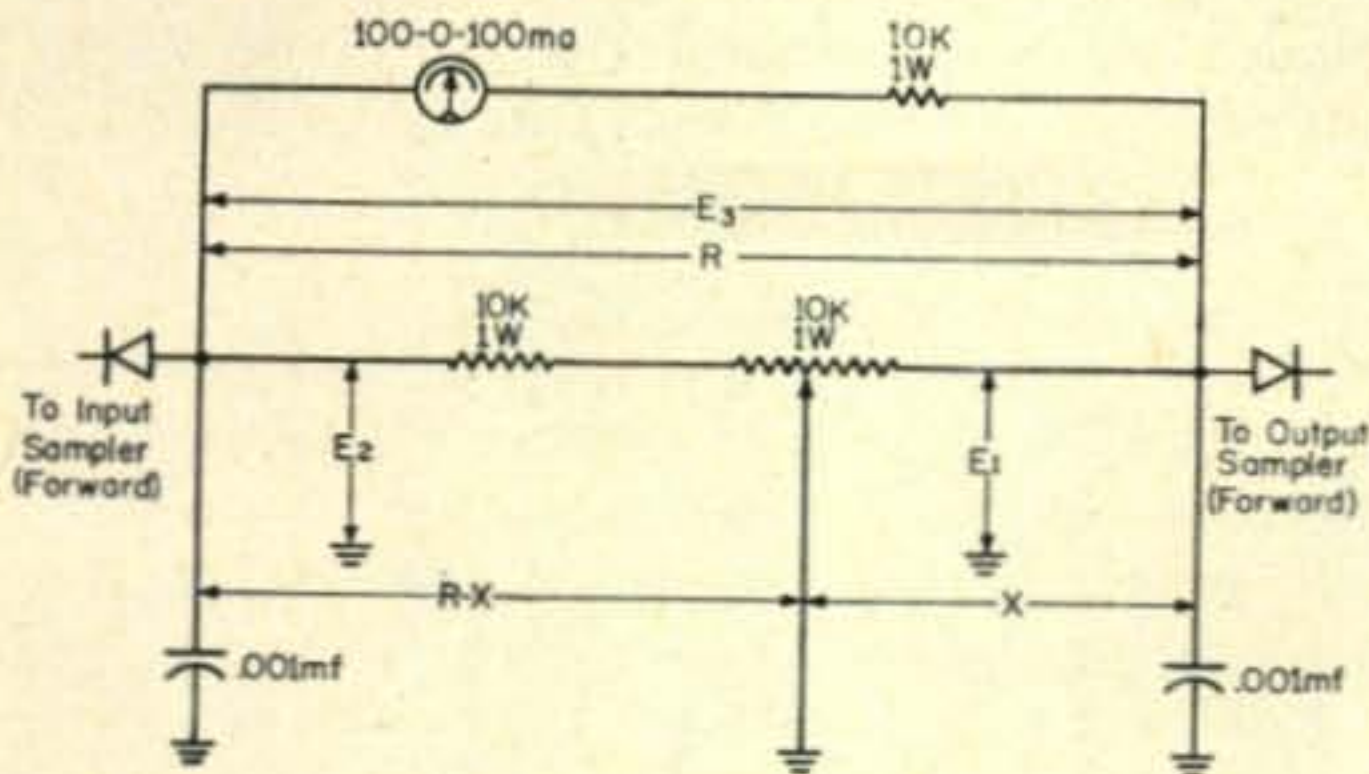 100-0-100ma
10K
1W
E3
R
10K
1W
10K
1W
To Input
Sampler
(Forward)
E2
E1
To Output
Sampler
(Forward)
R-X
X
.001mf
.001mf